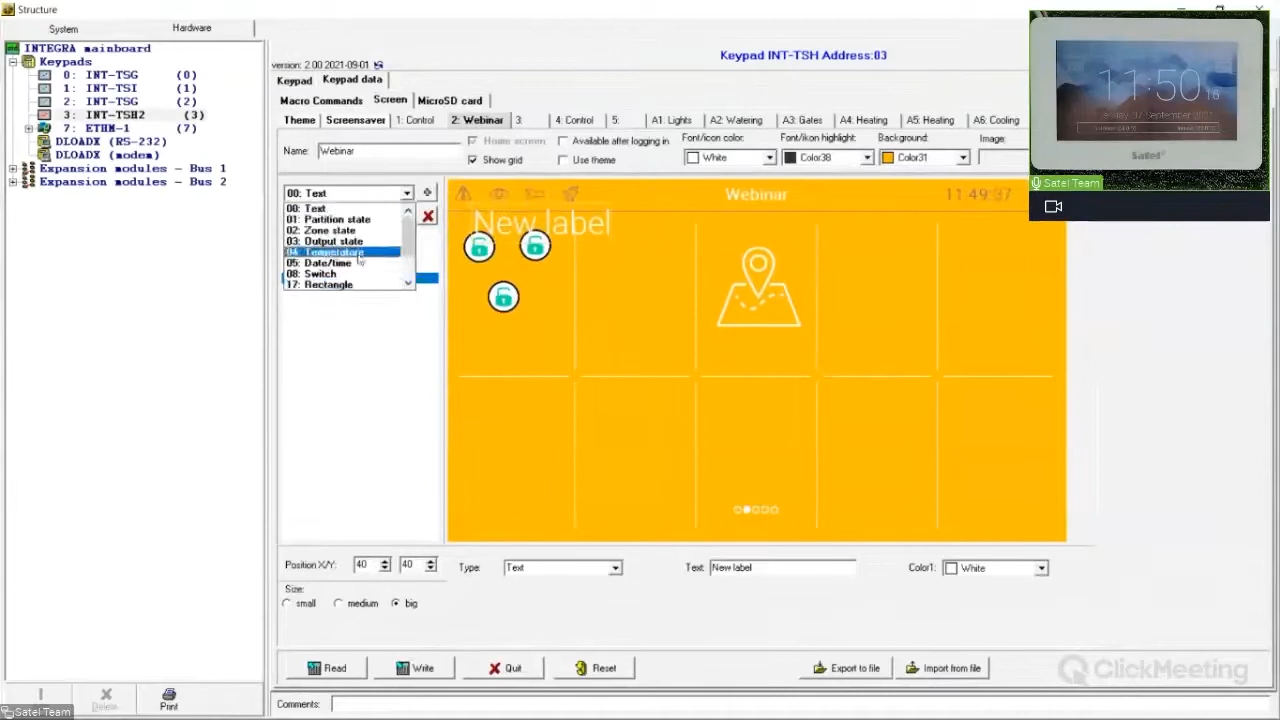 Structure
System Hardware
INTEGRA mainboard
Keypads
0: INT-TSG (0)
1: INT-TSI (1)
2: INT-TSG (2)
3: INT-TSH2 (3)
7: ETHM-1 (7)
DLOADX (RS-232)
DLOADX (modem)
Expansion modules - Bus 1
Expansion modules - Bus 2
Delete
Print
Satel Team
version: 2.00 2021-09-01
Keypad INT-TSH Address:03
Keypad Keypad data
Macro Commands Screen MicroSD card
Theme Screensaver 1: Control 2: Webinar 3 4: Control 5: A1: Lights A2: Watering A3: Gates A4: Heating A5: Heating A6: Cooling
Name: Webinar
Home screen
Show grid
Available after logging in
Use theme
Font/icon color: Font/ikon highlight: Background: Image:
White Color38 Color31
00: Text
00: Text
01: Partition state
02: Zone state
03: Output state
04: Temperature
05: Date/time
08: Switch
17: Rectangle
Webinar 11:49:37
New label
Position X/Y: 40 40 Type: Text Text New label Color1: White
Size:
small medium big
Read Write Quit Reset Export to file Import from file
Comments:
ClickMeeting
11:50
Satel
Satel Team